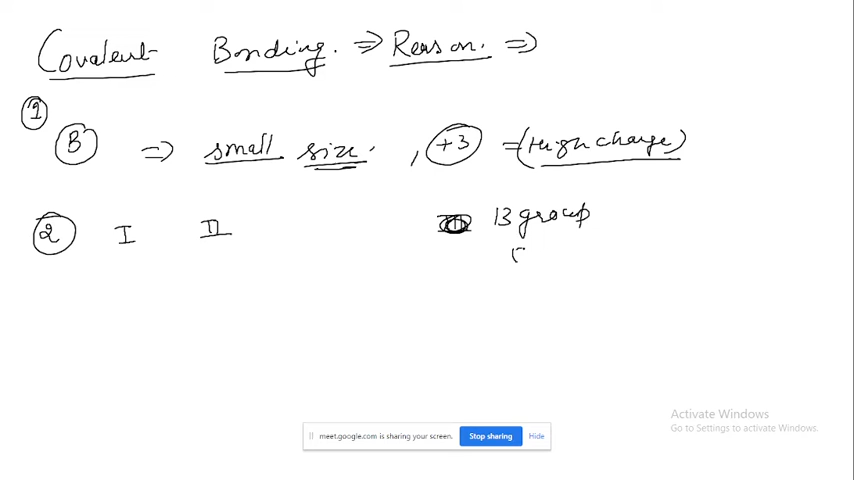 Covalent Bonding. ⇒ Reason. ⇒
1
B ⇒ small size. , +3 =(High charge)
2 I II 13 group
Activate Windows
Go to Settings to activate Windows.
meet.google.com is sharing your screen. Stop sharing Hide